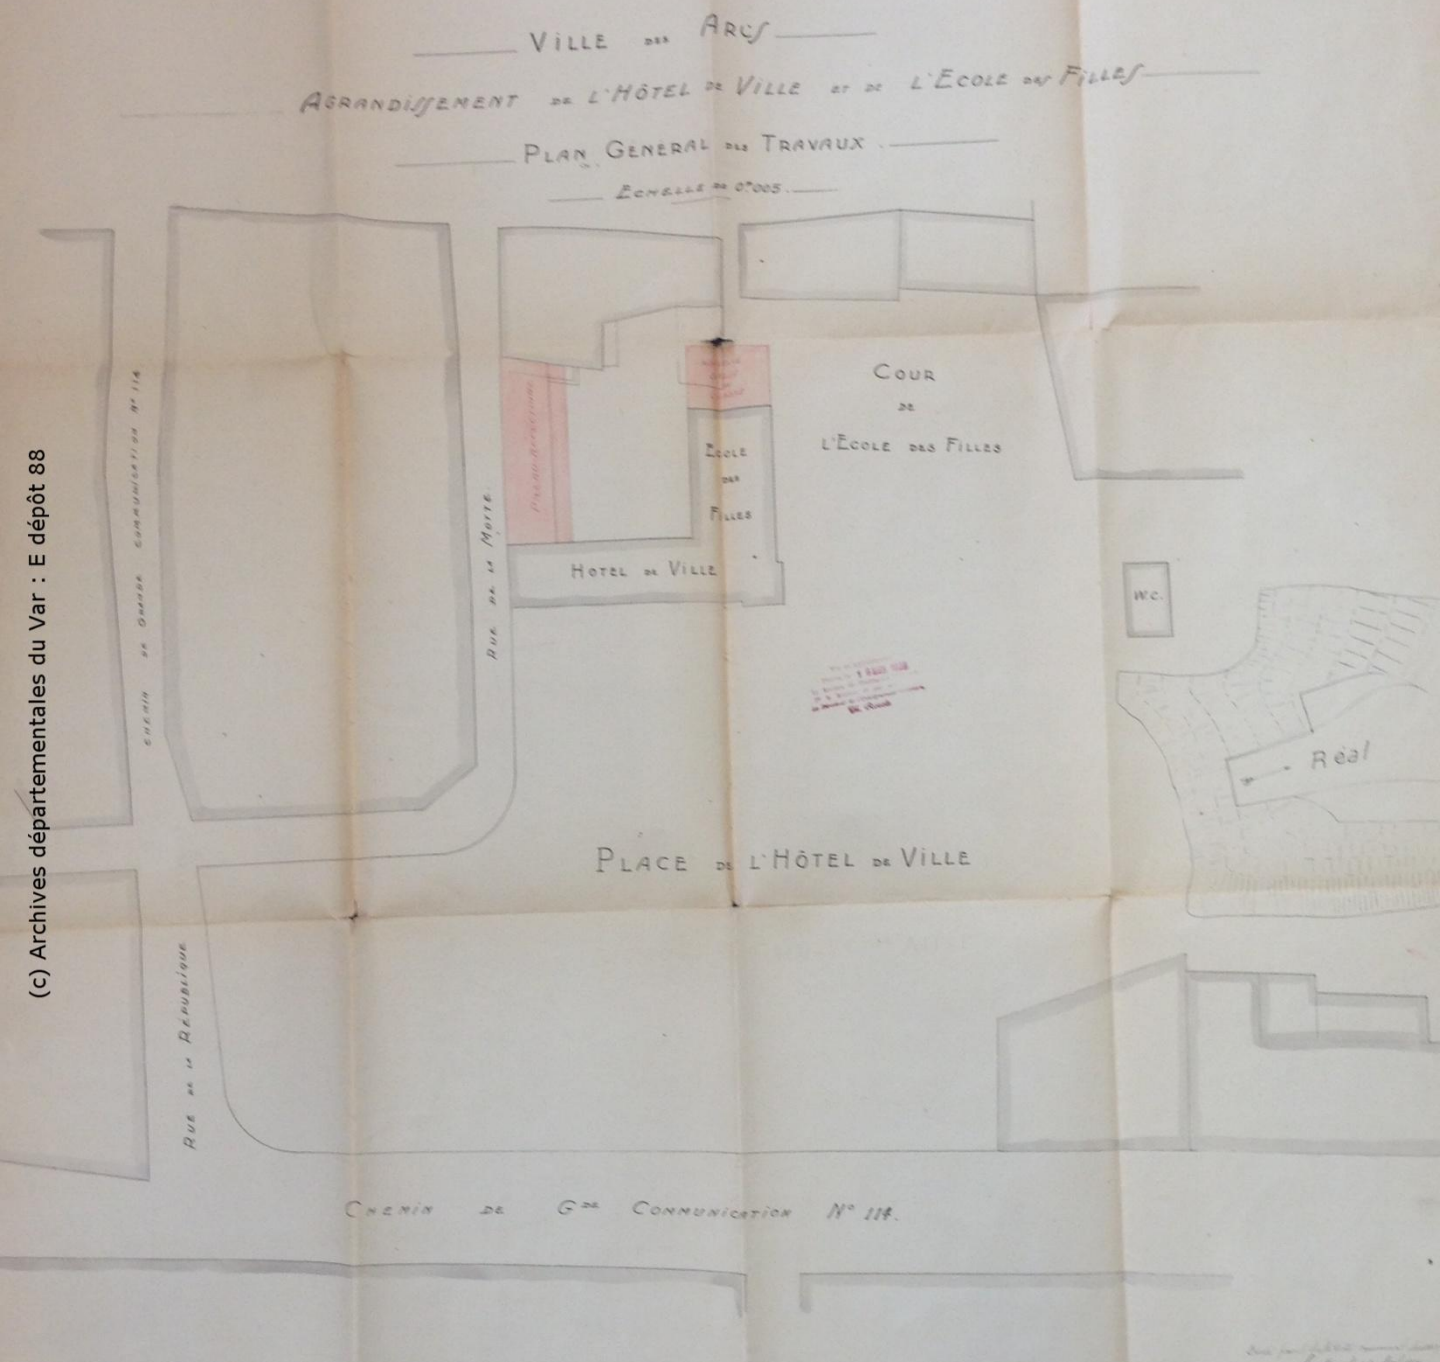 VILLE DES ARCS
AGRANDISSEMENT DE L'HÔTEL DE VILLE ET DE L'ECOLE DES FILLES
PLAN GENERAL DES TRAVAUX
ECHELLE DE 0m005.
CHEMIN DE GRANDE COMMUNICATION N° 114
RUE DE LA MOTTE.
COUR
DE
L'ECOLE DES FILLES
ECOLE
DES
FILLES
HOTEL DE VILLE
W.C.
Réal
PLACE DE L'HÔTEL DE VILLE
RUE DE LA RÉPUBLIQUE
CHEMIN DE GDE COMMUNICATION N° 114.
(c) Archives départementales du Var : E dépôt 88